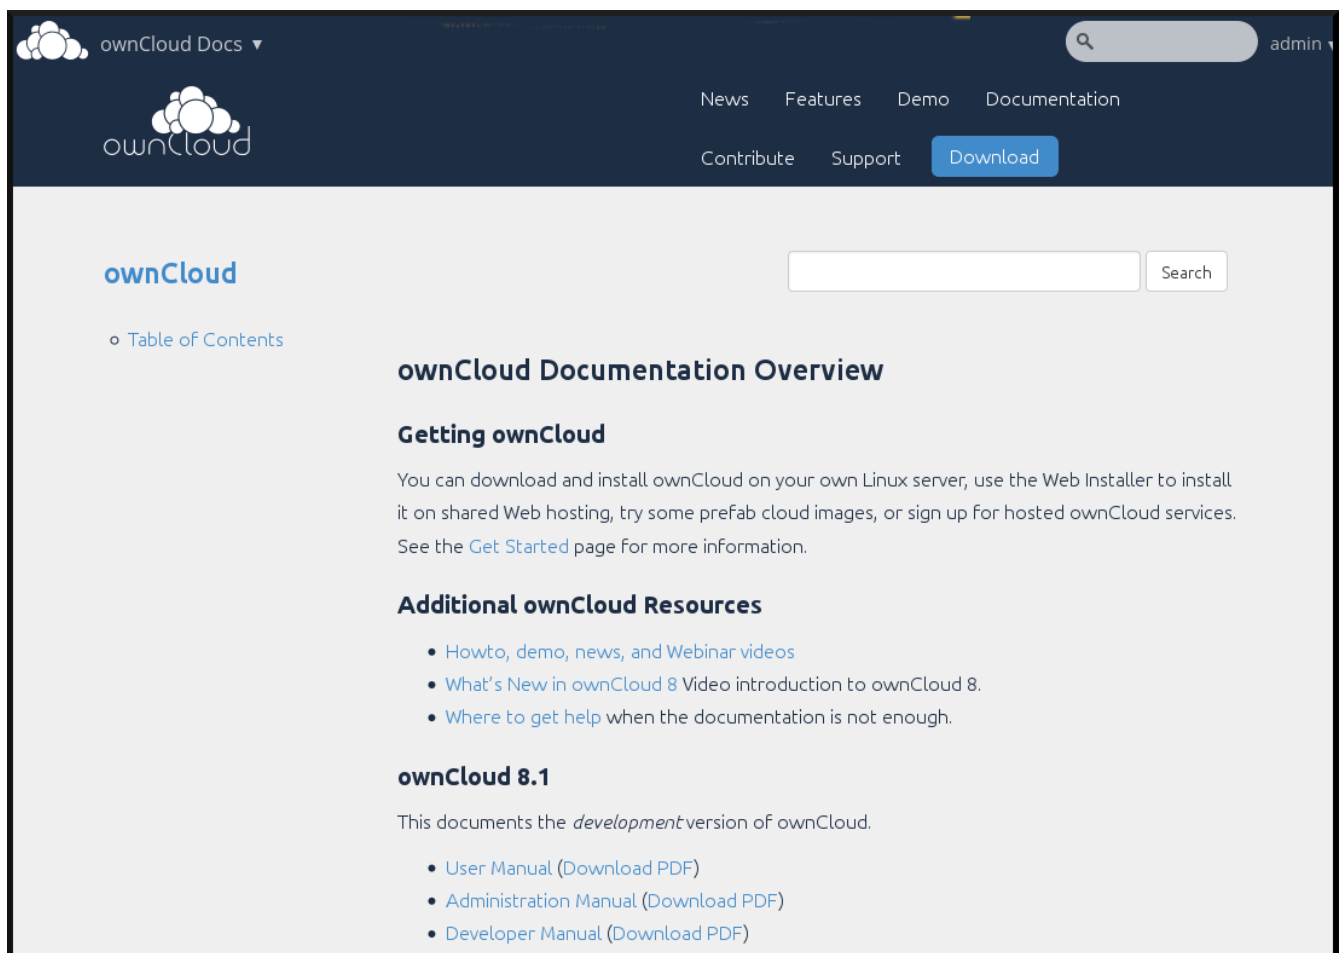 ownCloud Docs ▼
admin
ownCloud
News Features Demo Documentation
Contribute Support Download
ownCloud
Search
Table of Contents
ownCloud Documentation Overview
Getting ownCloud
You can download and install ownCloud on your own Linux server, use the Web Installer to install
it on shared Web hosting, try some prefab cloud images, or sign up for hosted ownCloud services.
See the Get Started page for more information.
Additional ownCloud Resources
• Howto, demo, news, and Webinar videos
• What's New in ownCloud 8 Video introduction to ownCloud 8.
• Where to get help when the documentation is not enough.
ownCloud 8.1
This documents the development version of ownCloud.
• User Manual (Download PDF)
• Administration Manual (Download PDF)
• Developer Manual (Download PDF)